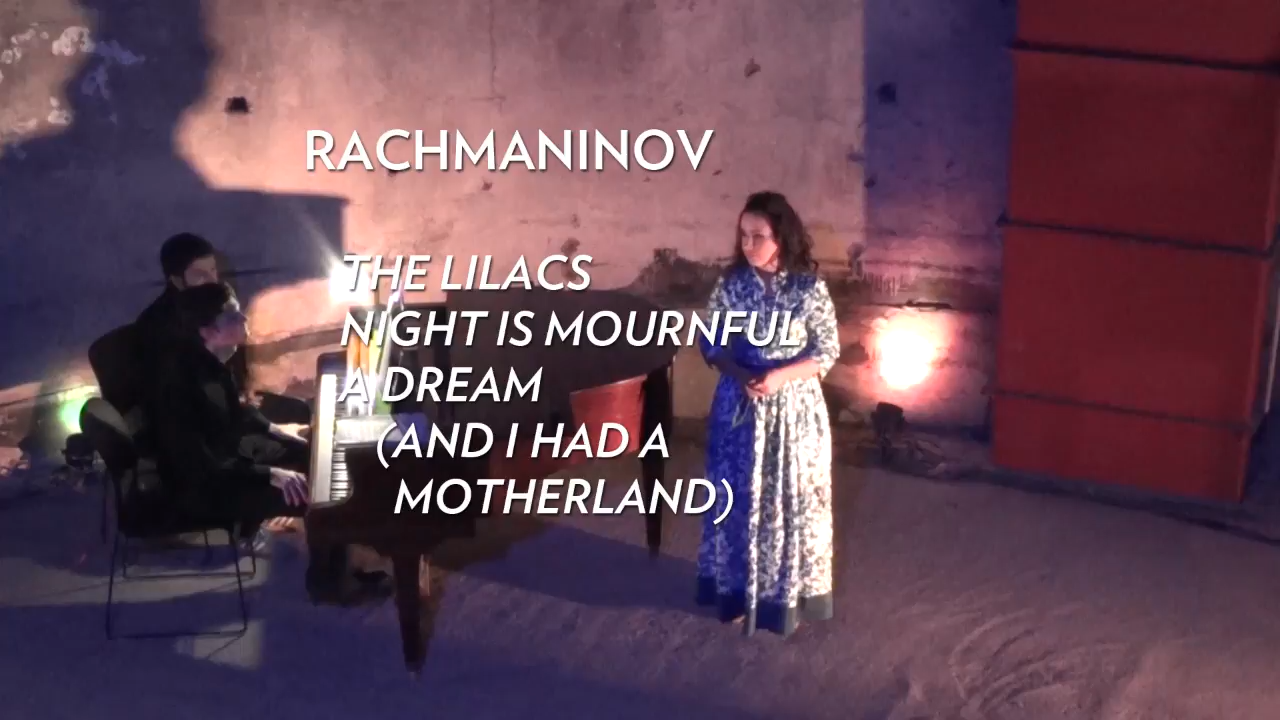 RACHMANINOV
THE LILACS
NIGHT IS MOURNFUL
A DREAM
(AND I HAD A
MOTHERLAND)